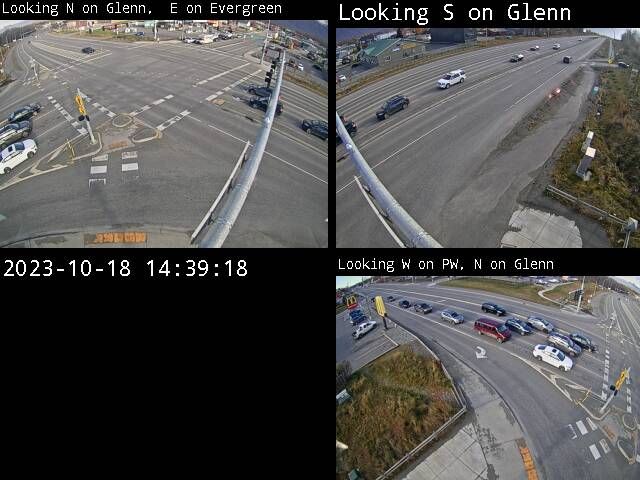 Looking N on Glenn,  E on Evergreen
Looking S on Glenn
2023-10-18 14:39:18
Looking W on PW, N on Glenn